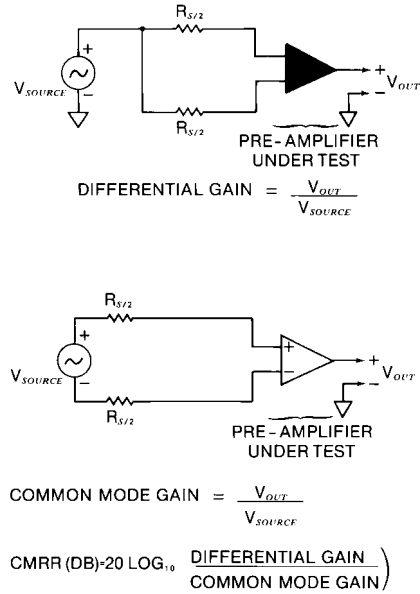 R_S/2
+
V_SOURCE
−
R_S/2
+
−
V_OUT
PRE-AMPLIFIER
UNDER TEST
DIFFERENTIAL GAIN = V_OUT
V_SOURCE
R_S/2
+
V_SOURCE
−
R_S/2
+
−
+
−
V_OUT
PRE-AMPLIFIER
UNDER TEST
COMMON MODE GAIN = V_OUT
V_SOURCE
CMRR (DB)=20 LOG₁₀ DIFFERENTIAL GAIN
COMMON MODE GAIN)